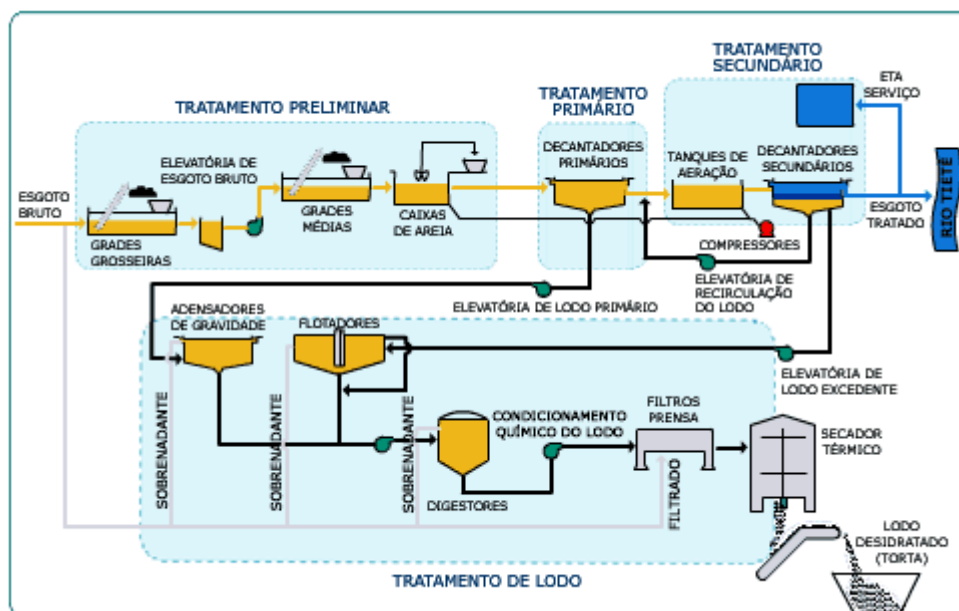 TRATAMENTO
SECUNDÁRIO
ETA
SERVIÇO
TRATAMENTO PRELIMINAR
TRATAMENTO
PRIMÁRIO
ELEVATÓRIA DE
ESGOTO BRUTO
DECANTADORES
PRIMÁRIOS
TANQUES DE
AERAÇÃO
DECANTADORES
SECUNDÁRIOS
ESGOTO
BRUTO
GRADES
GROSSEIRAS
GRADES
MÉDIAS
CAIXAS
DE AREIA
COMPRESSORES
ESGOTO
TRATADO
RIO TIETÊ
ELEVATÓRIA DE LODO PRIMÁRIO
ELEVATÓRIA DE
RECIRCULAÇÃO
DO LODO
ADENSADORES
DE GRAVIDADE
FLOTADORES
ELEVATÓRIA DE
LODO EXCEDENTE
SOBRENADANTE
SOBRENADANTE
SOBRENADANTE
CONDICIONAMENTO
QUÍMICO DO LODO
FILTROS
PRENSA
SECADOR
TÉRMICO
DIGESTORES
FILTRADO
LODO
DESIDRATADO
(TORTA)
TRATAMENTO DE LODO